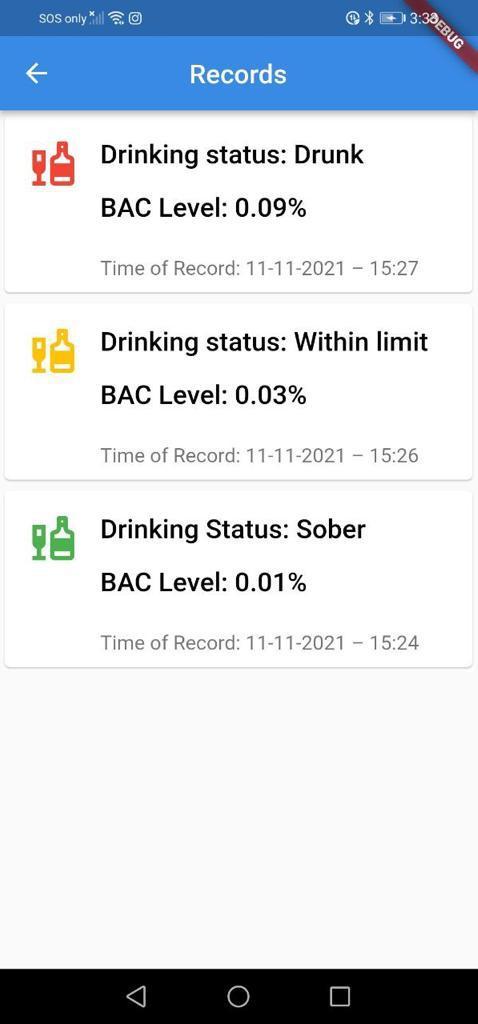 SOS only
Records
Drinking status: Drunk
BAC Level: 0.09%
Time of Record: 11-11-2021 – 15:27
Drinking status: Within limit
BAC Level: 0.03%
Time of Record: 11-11-2021 – 15:26
Drinking Status: Sober
BAC Level: 0.01%
Time of Record: 11-11-2021 – 15:24
DEBUG